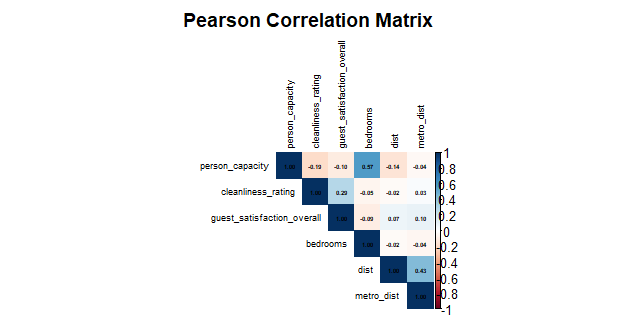 Pearson Correlation Matrix
person_capacity
cleanliness_rating
guest_satisfaction_overall
bedrooms
dist
metro_dist
person_capacity 1.00 -0.19 -0.10 0.57 -0.14 -0.04
cleanliness_rating 1.00 0.29 -0.05 -0.02 0.03
guest_satisfaction_overall 1.00 -0.09 0.07 0.10
bedrooms 1.00 -0.02 -0.04
dist 1.00 0.43
metro_dist 1.00
1
0.8
0.6
0.4
0.2
0
-0.2
-0.4
-0.6
-0.8
-1